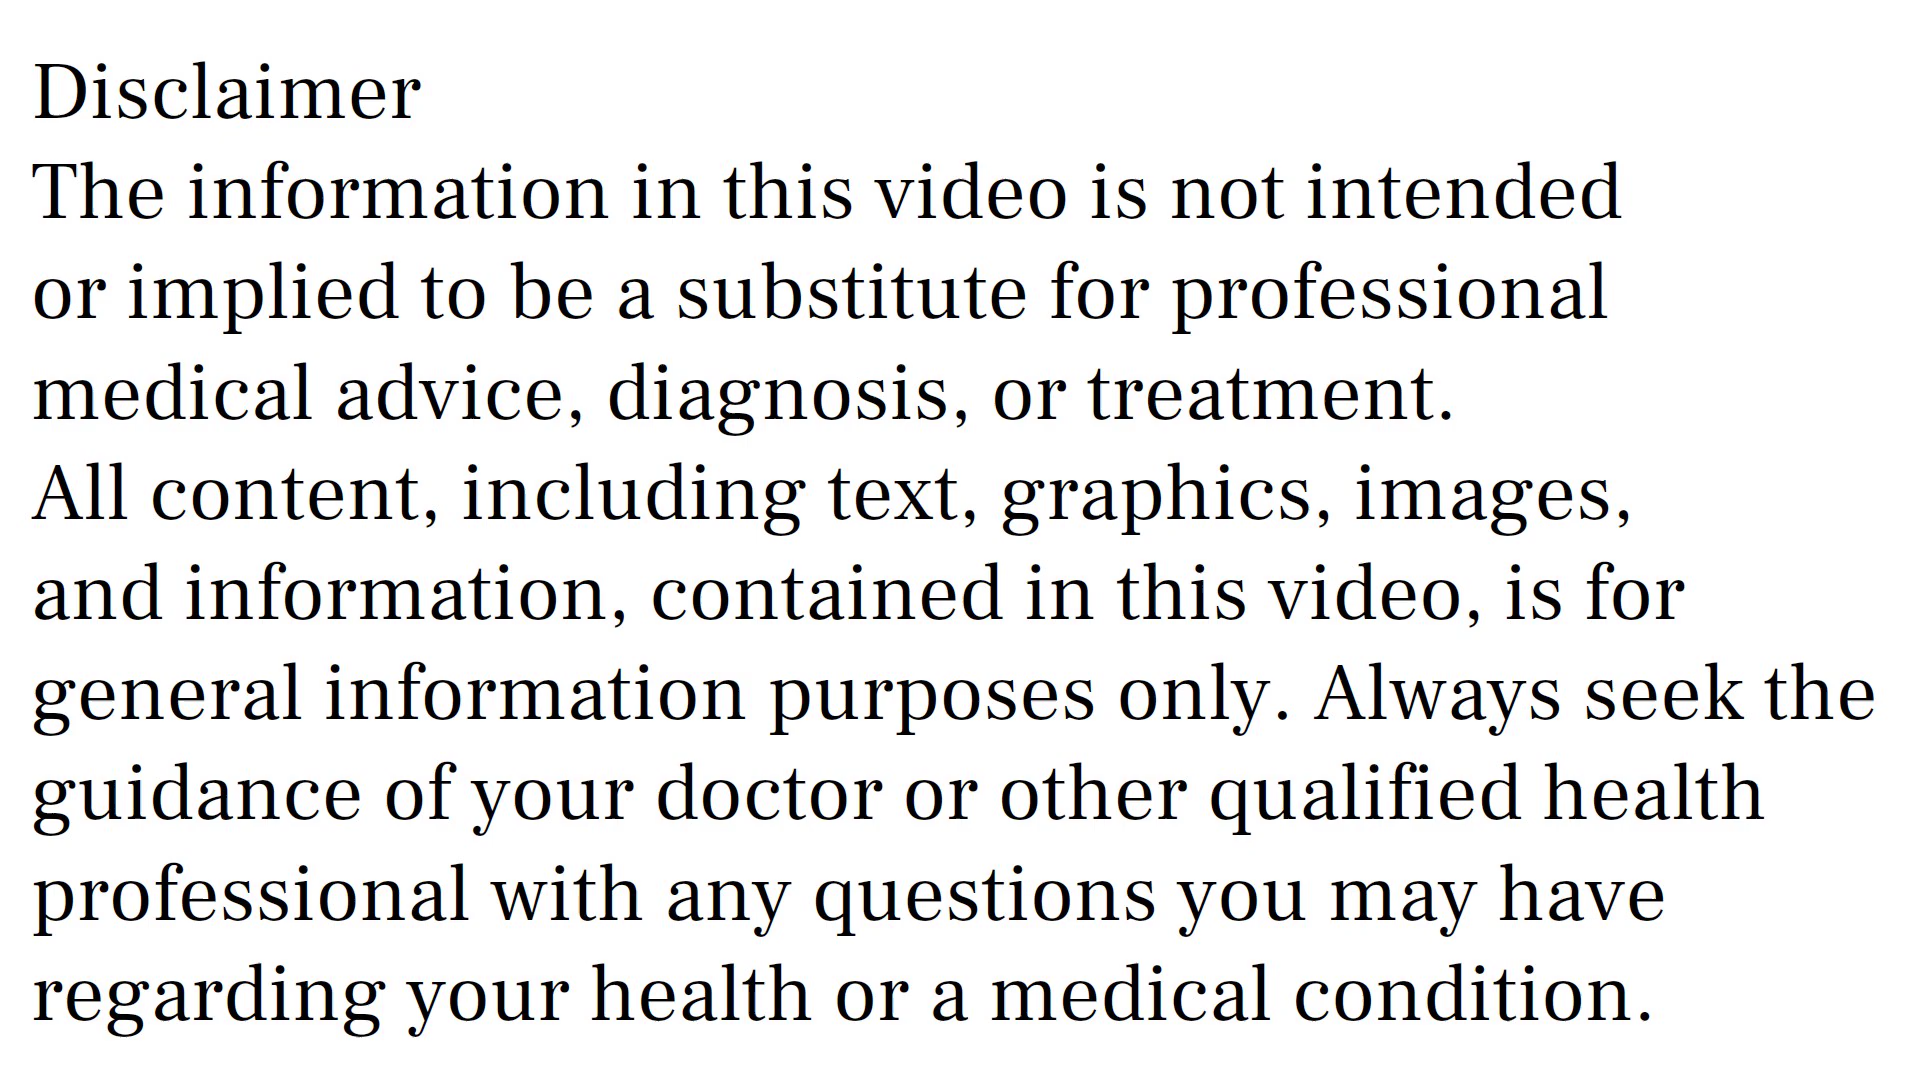 Disclaimer
The information in this video is not intended
or implied to be a substitute for professional
medical advice, diagnosis, or treatment.
All content, including text, graphics, images,
and information, contained in this video, is for
general information purposes only. Always seek the
guidance of your doctor or other qualified health
professional with any questions you may have
regarding your health or a medical condition.